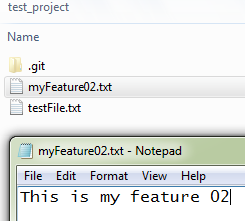 test_project
Name
.git
myFeature02.txt
testFile.txt
myFeature02.txt - Notepad
File Edit Format View Help
This is my feature 02